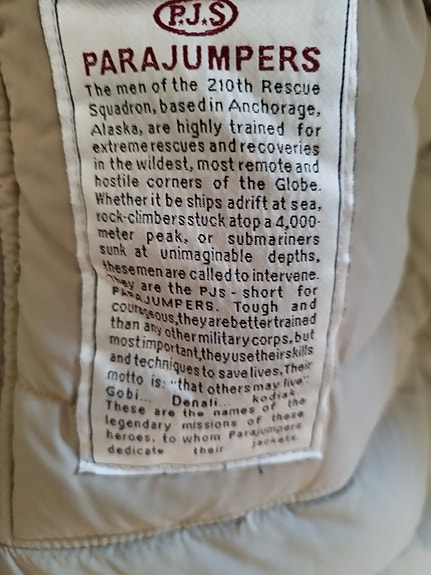 P.J.S
PARAJUMPERS
The men of the 210th Rescue
Squadron, based in Anchorage,
Alaska, are highly trained for
extreme rescues and recoveries
in the wildest, most remote and
hostile corners of the Globe.
Whether it be ships adrift at sea,
rock-climbers stuck atop a 4,000-
meter peak, or submariners
sunk at unimaginable depths,
these men are called to intervene.
They are the PJs - short for
PARAJUMPERS. Tough and
courageous, they are better trained
than any other military corps, but
most important, they use their skills
and techniques to save lives. Their
motto is: "that others may live"
Gobi... Denali... kodiak
These are the names of the
legendary missions of these
heroes, to whom Parajumpers
dedicate their jackets